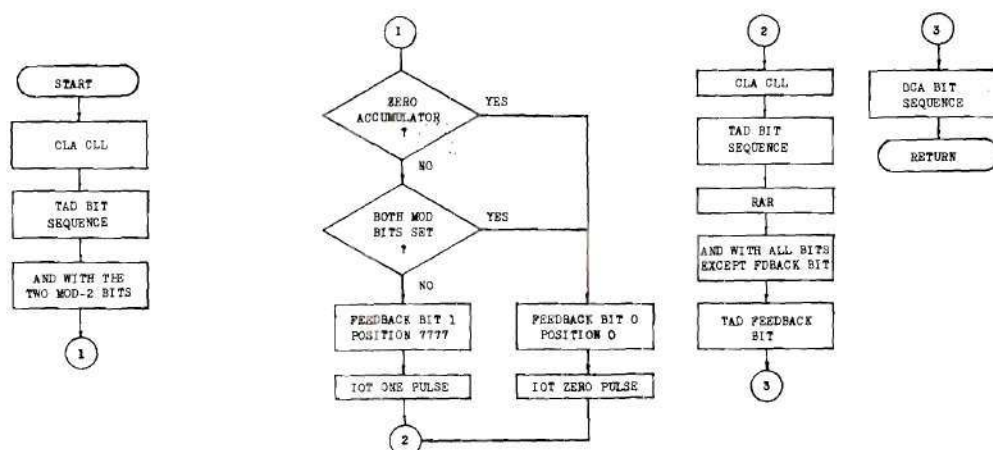 START
CLA CLL
TAD BIT
SEQUENCE
AND WITH THE
TWO MOD-2 BITS
1
1
ZERO
ACCUMULATOR
?
YES
NO
BOTH MOD
BITS SET
?
YES
NO
FEEDBACK BIT 1
POSITION 7777
IOT ONE PULSE
FEEDBACK BIT 0
POSITION 0
IOT ZERO PULSE
2
2
CLA CLL
TAD BIT
SEQUENCE
RAR
AND WITH ALL BITS
EXCEPT FDBACK BIT
TAD FEEDBACK
BIT
3
3
DCA BIT
SEQUENCE
RETURN